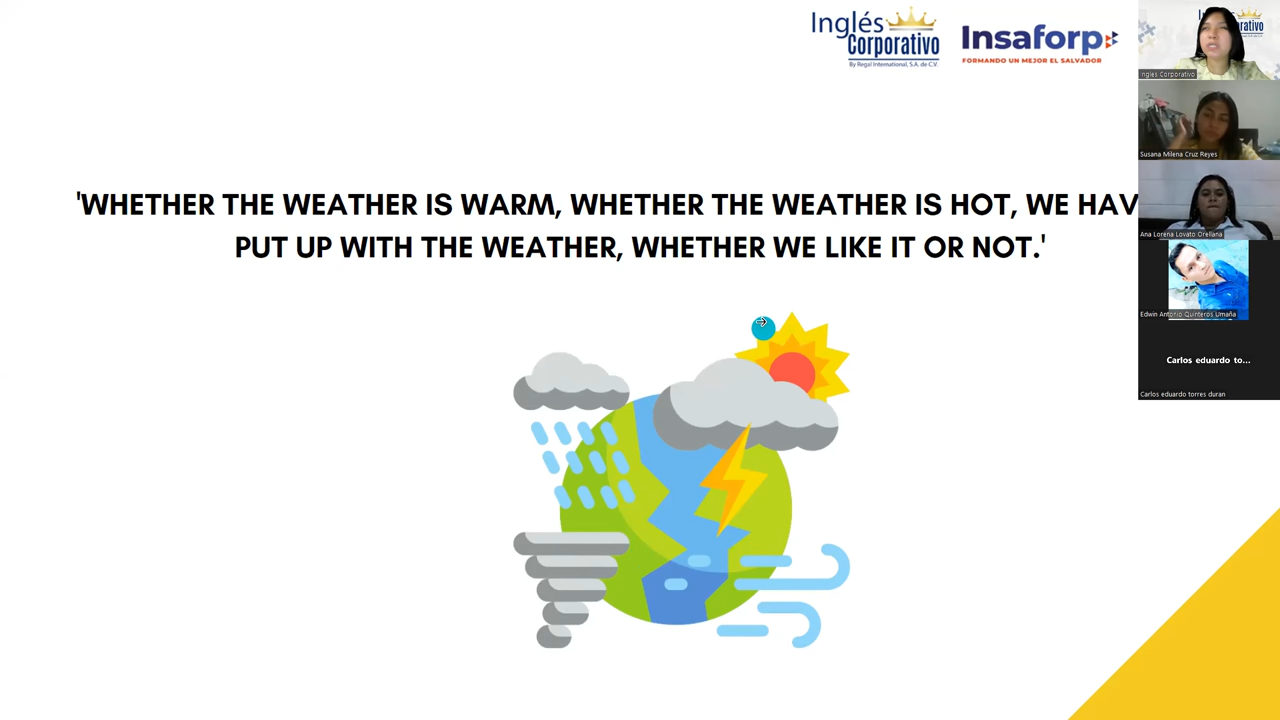 Inglés
Corporativo
By Regal International, S.A. de C.V.
Insaforp
FORMANDO UN MEJOR EL SALVADOR
'WHETHER THE WEATHER IS WARM, WHETHER THE WEATHER IS HOT, WE HAV
PUT UP WITH THE WEATHER, WHETHER WE LIKE IT OR NOT.'
Inglés Corporativo
Susana Milena Cruz Reyes
Ana Lorena Lovato Orellana
Edwin Antonio Quinteros Umaña
Carlos eduardo to...
Carlos eduardo torres duran